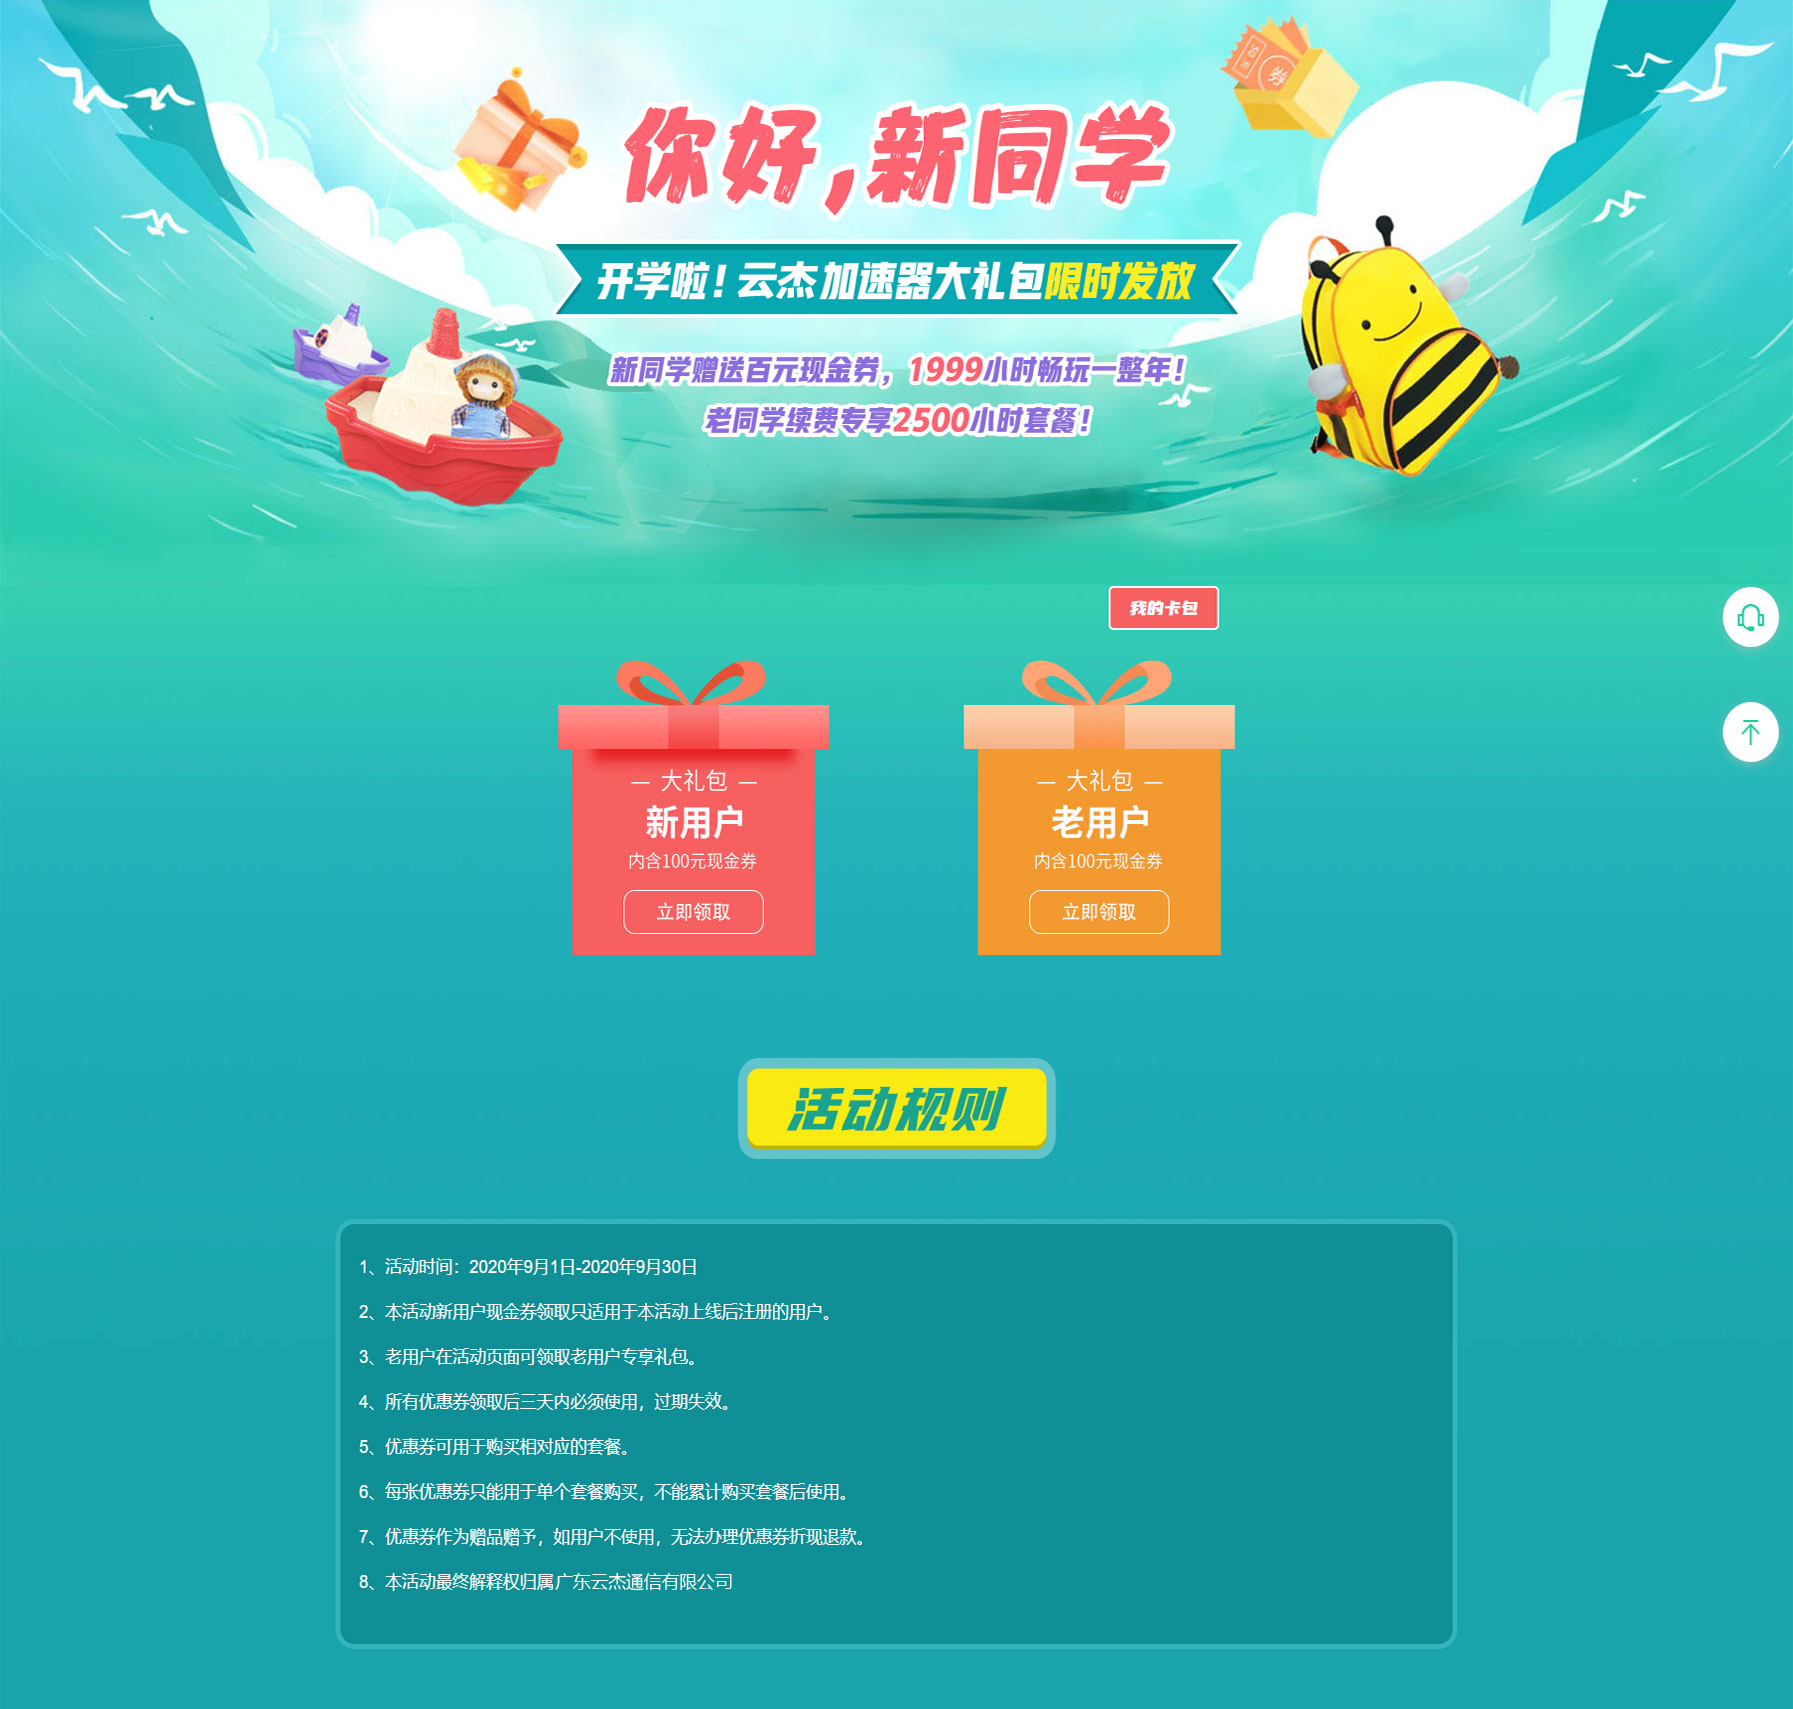 券
你好,新同学
开学啦！云杰加速器大礼包限时发放
新同学赠送百元现金券，1999小时畅玩一整年！
老同学续费专享2500小时套餐！
我的卡包
— 大礼包 —
新用户
内含100元现金券
立即领取
— 大礼包 —
老用户
内含100元现金券
立即领取
活动规则
1、活动时间：2020年9月1日-2020年9月30日
2、本活动新用户现金券领取只适用于本活动上线后注册的用户。
3、老用户在活动页面可领取老用户专享礼包。
4、所有优惠券领取后三天内必须使用，过期失效。
5、优惠券可用于购买相对应的套餐。
6、每张优惠券只能用于单个套餐购买，不能累计购买套餐后使用。
7、优惠券作为赠品赠予，如用户不使用，无法办理优惠券折现退款。
8、本活动最终解释权归属广东云杰通信有限公司